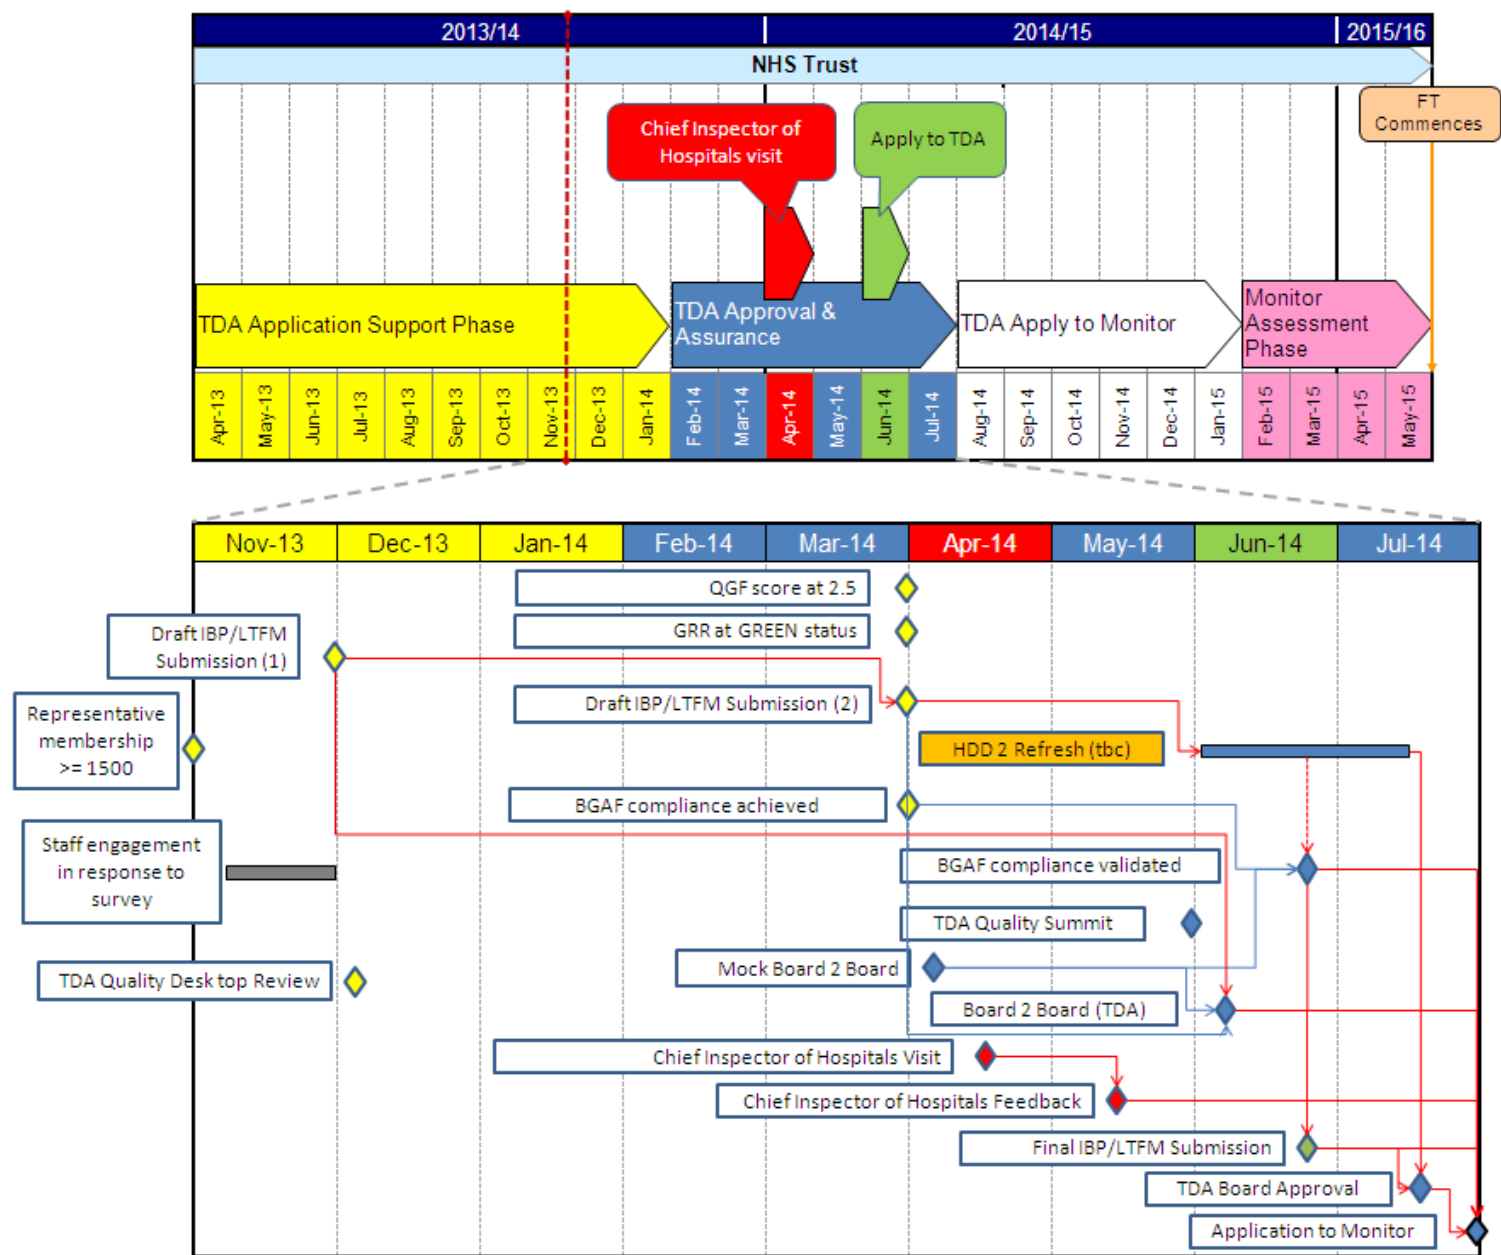 2013/14
2014/15
2015/16
NHS Trust
FT
Commences
Chief Inspector of
Hospitals visit
Apply to TDA
TDA Application Support Phase
TDA Approval &
Assurance
TDA Apply to Monitor
Monitor
Assessment
Phase
Apr-13
May-13
Jun-13
Jul-13
Aug-13
Sep-13
Oct-13
Nov-13
Dec-13
Jan-14
Feb-14
Mar-14
Apr-14
May-14
Jun-14
Jul-14
Aug-14
Sep-14
Oct-14
Nov-14
Dec-14
Jan-15
Feb-15
Mar-15
Apr-15
May-15
Nov-13
Dec-13
Jan-14
Feb-14
Mar-14
Apr-14
May-14
Jun-14
Jul-14
QGF score at 2.5
GRR at GREEN status
Draft IBP/LTFM
Submission (1)
Draft IBP/LTFM Submission (2)
Representative
membership
>= 1500
HDD 2 Refresh (tbc)
BGAF compliance achieved
Staff engagement
in response to
survey
BGAF compliance validated
TDA Quality Summit
Mock Board 2 Board
TDA Quality Desk top Review
Board 2 Board (TDA)
Chief Inspector of Hospitals Visit
Chief Inspector of Hospitals Feedback
Final IBP/LTFM Submission
TDA Board Approval
Application to Monitor